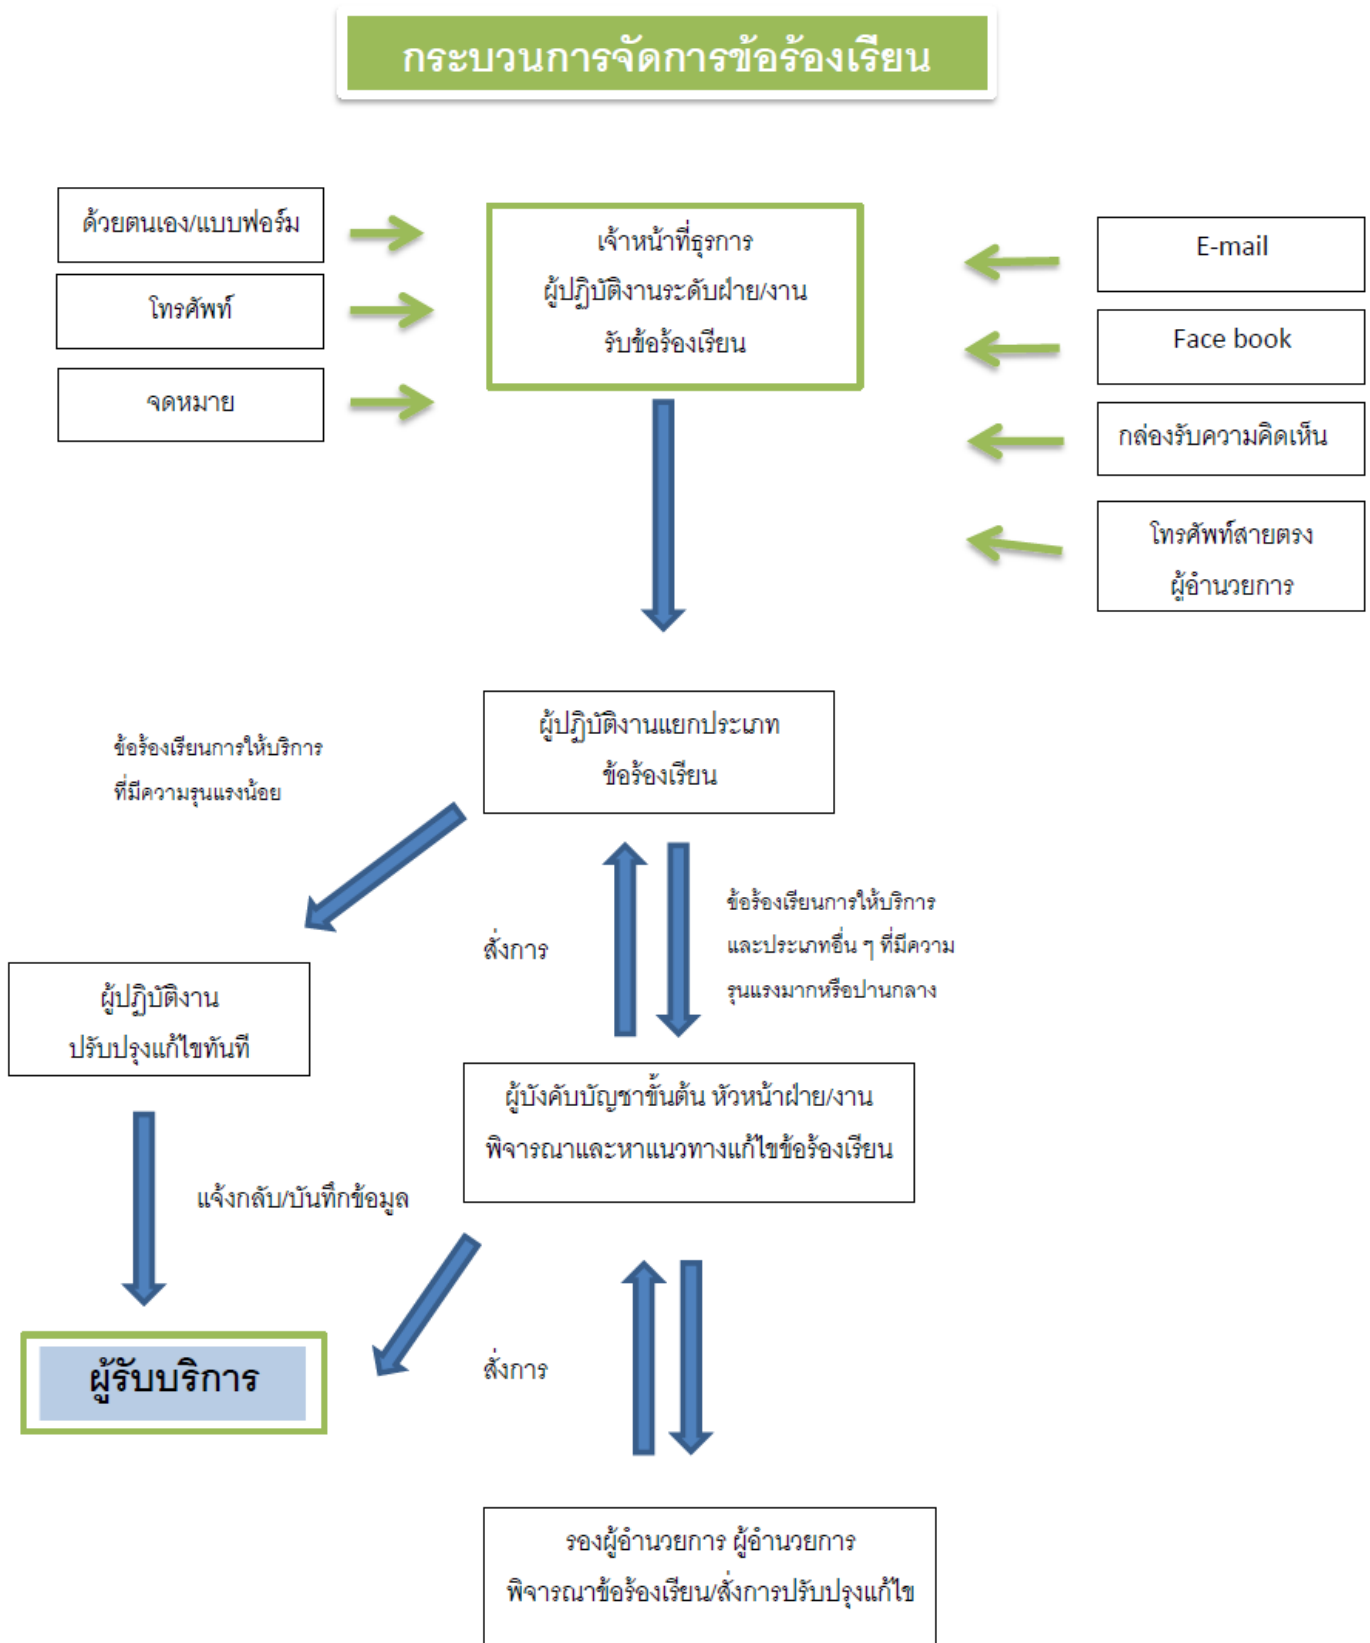 กระบวนการจัดการข้อร้องเรียน
ด้วยตนเอง/แบบฟอร์ม
โทรศัพท์
จดหมาย
เจ้าหน้าที่ธุรการ
ผู้ปฏิบัติงานระดับฝ่าย/งาน
รับข้อร้องเรียน
E-mail
Face book
กล่องรับความคิดเห็น
โทรศัพท์สายตรง
ผู้อำนวยการ
ผู้ปฏิบัติงานแยกประเภท
ข้อร้องเรียน
ข้อร้องเรียนการให้บริการ
ที่มีความรุนแรงน้อย
สั่งการ
ข้อร้องเรียนการให้บริการ
และประเภทอื่น ๆ ที่มีความ
รุนแรงมากหรือปานกลาง
ผู้ปฏิบัติงาน
ปรับปรุงแก้ไขทันที
ผู้บังคับบัญชาขั้นต้น หัวหน้าฝ่าย/งาน
พิจารณาและหาแนวทางแก้ไขข้อร้องเรียน
แจ้งกลับ/บันทึกข้อมูล
ผู้รับบริการ
สั่งการ
รองผู้อำนวยการ ผู้อำนวยการ
พิจารณาข้อร้องเรียน/สั่งการปรับปรุงแก้ไข